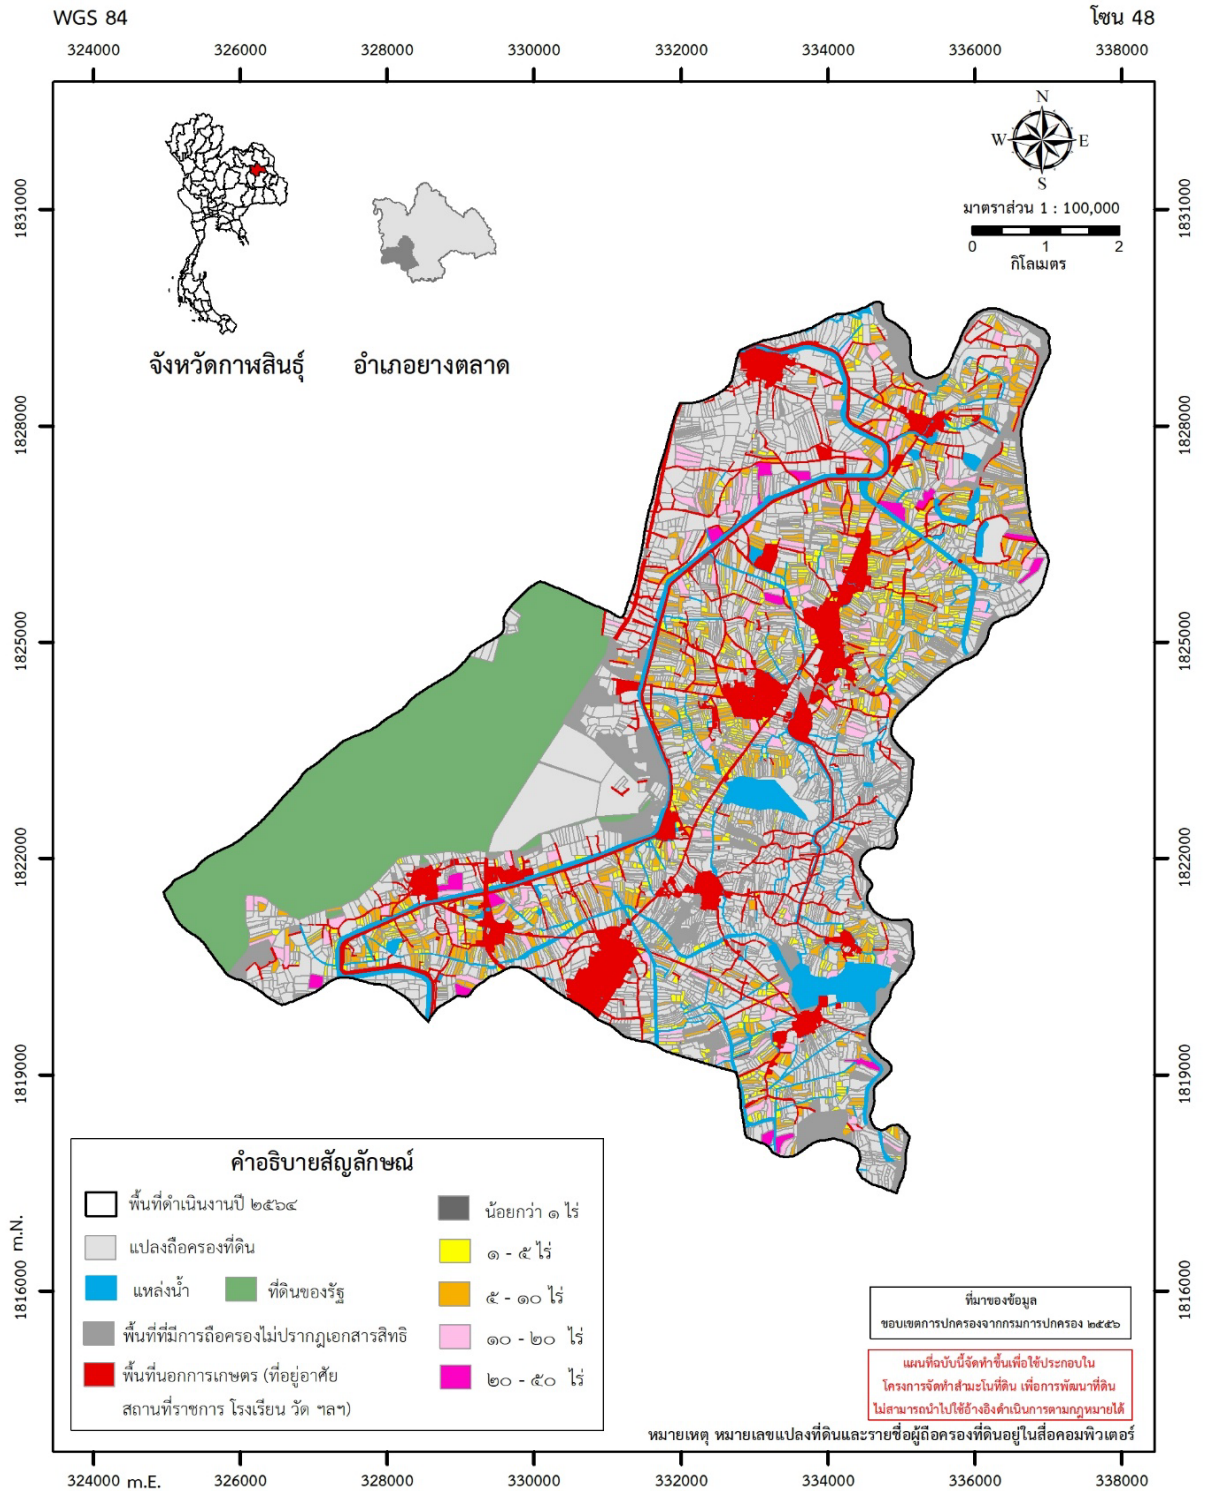 WGS 84
โซน 48
324000 326000 328000 330000 332000 334000 336000 338000
N
W E
S
มาตราส่วน 1 : 100,000
0 1 2
กิโลเมตร
จังหวัดกาฬสินธุ์ อำเภอยางตลาด
1831000 1831000
1828000 1828000
1825000 1825000
1822000 1822000
1819000 1819000
1816000 m.N. 1816000
คำอธิบายสัญลักษณ์
พื้นที่ดำเนินงานปี ๒๕๖๔
แปลงถือครองที่ดิน
แหล่งน้ำ ที่ดินของรัฐ
พื้นที่ที่มีการถือครองไม่ปรากฏเอกสารสิทธิ
พื้นที่นอกการเกษตร (ที่อยู่อาศัย
สถานที่ราชการ โรงเรียน วัด ฯลฯ)
น้อยกว่า ๑ ไร่
๑ - ๕ ไร่
๕ - ๑๐ ไร่
๑๐ - ๒๐ ไร่
๒๐ - ๕๐ ไร่
ที่มาของข้อมูล
ขอบเขตการปกครองจากกรมการปกครอง ๒๕๕๖
แผนที่ฉบับนี้จัดทำขึ้นเพื่อใช้ประกอบใน
โครงการจัดทำสำมะโนที่ดิน เพื่อการพัฒนาที่ดิน
ไม่สามารถนำไปใช้อ้างอิงดำเนินการตามกฎหมายได้
หมายเหตุ หมายเลขแปลงที่ดินและรายชื่อผู้ถือครองที่ดินอยู่ในสื่อคอมพิวเตอร์
324000 m.E. 326000 328000 330000 332000 334000 336000 338000